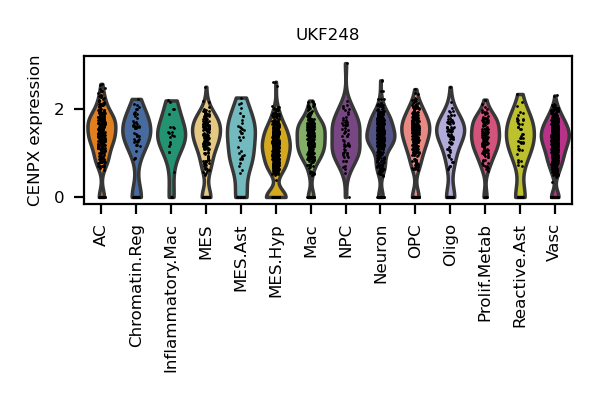 UKF248
CENPX expression
2
0
AC
Chromatin.Reg
Inflammatory.Mac
MES
MES.Ast
MES.Hyp
Mac
NPC
Neuron
OPC
Oligo
Prolif.Metab
Reactive.Ast
Vasc